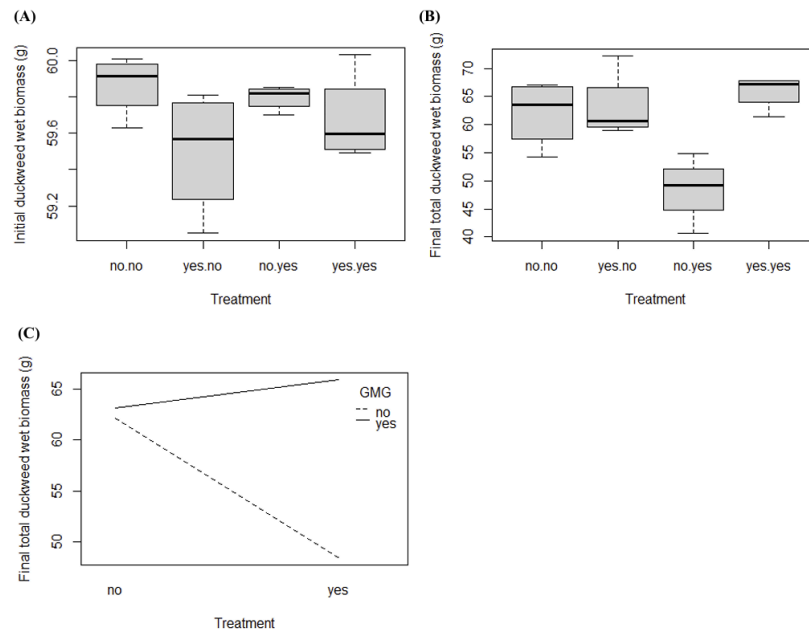 (A)
Initial duckweed wet biomass (g)
60.0
59.6
59.2
no.no yes.no no.yes yes.yes
Treatment
(B)
Final total duckweed wet biomass (g)
70
65
60
55
50
45
40
no.no yes.no no.yes yes.yes
Treatment
(C)
Final total duckweed wet biomass (g)
65
60
55
50
GMG
no
yes
no yes
Treatment